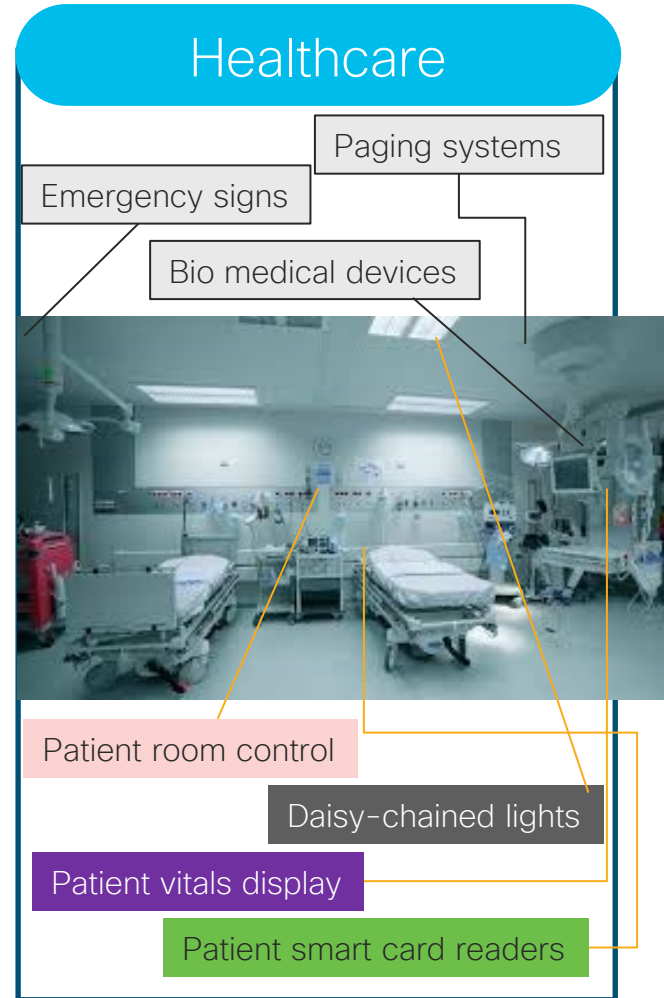 Healthcare
Paging systems
Emergency signs
Bio medical devices
Patient room control
Daisy-chained lights
Patient vitals display
Patient smart card readers